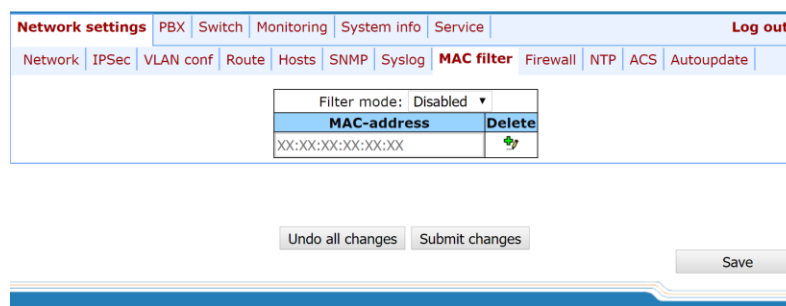 Network settings PBX Switch Monitoring System info Service Log out
Network IPSec VLAN conf Route Hosts SNMP Syslog MAC filter Firewall NTP ACS Autoupdate
Filter mode: Disabled
MAC-address Delete
XX:XX:XX:XX:XX:XX
Undo all changes Submit changes
Save